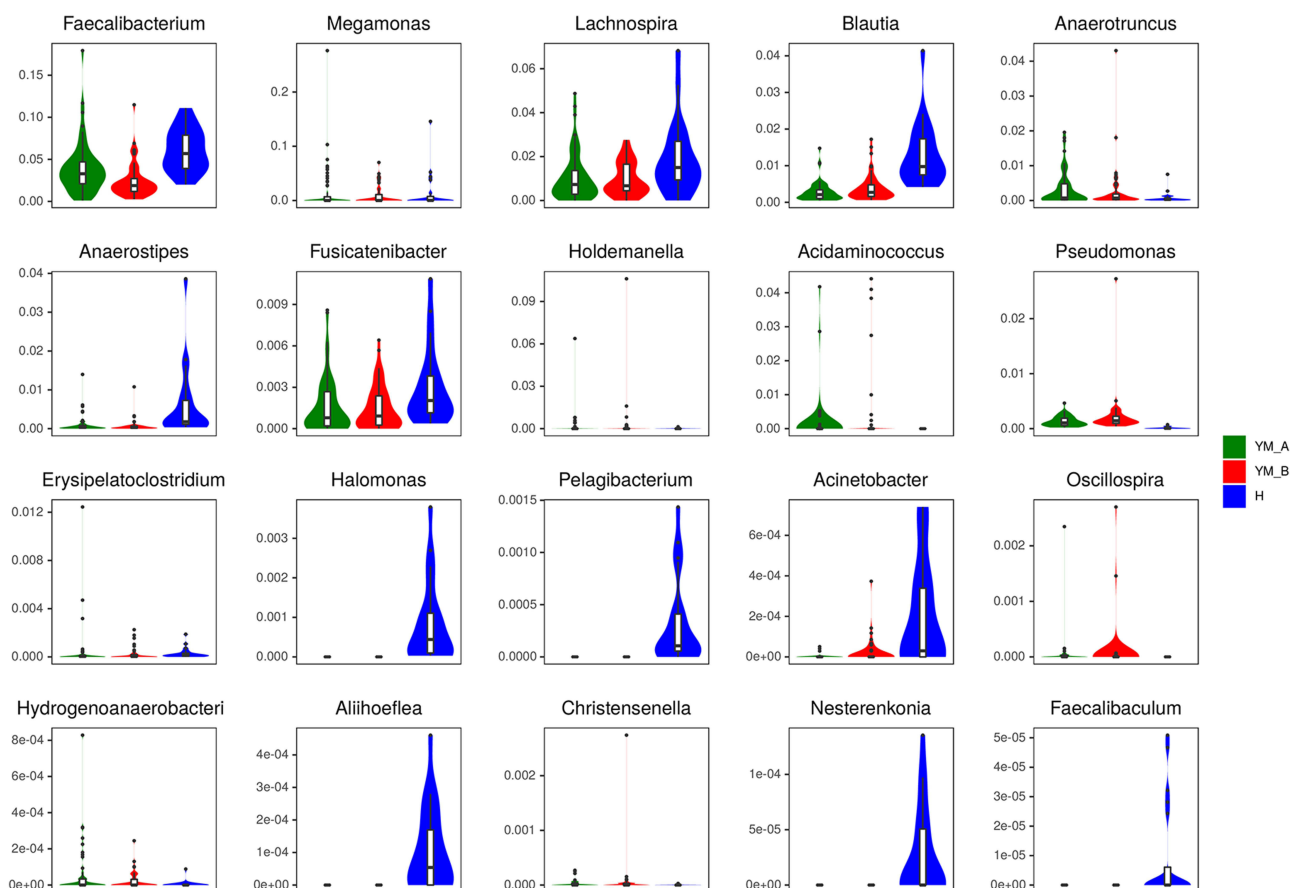 Faecalibacterium
0.15
0.10
0.05
0.00
Megamonas
0.2
0.1
0.0
Lachnospira
0.06
0.04
0.02
0.00
Blautia
0.04
0.03
0.02
0.01
0.00
Anaerotruncus
0.04
0.03
0.02
0.01
0.00
Anaerostipes
0.04
0.03
0.02
0.01
0.00
Fusicatenibacter
0.009
0.006
0.003
0.000
Holdemanella
0.09
0.06
0.03
0.00
Acidaminococcus
0.04
0.03
0.02
0.01
0.00
Pseudomonas
0.02
0.01
0.00
YM_A
YM_B
H
Erysipelatoclostridium
0.012
0.008
0.004
0.000
Halomonas
0.003
0.002
0.001
0.000
Pelagibacterium
0.0015
0.0010
0.0005
0.0000
Acinetobacter
6e-04
4e-04
2e-04
0e+00
Oscillospira
0.002
0.001
0.000
Hydrogenoanaerobacteri
8e-04
6e-04
4e-04
2e-04
0e+00
Aliihoeflea
4e-04
3e-04
2e-04
1e-04
0e+00
Christensenella
0.002
0.001
0.000
Nesterenkonia
1e-04
5e-05
0e+00
Faecalibaculum
5e-05
4e-05
3e-05
2e-05
1e-05
0e+00